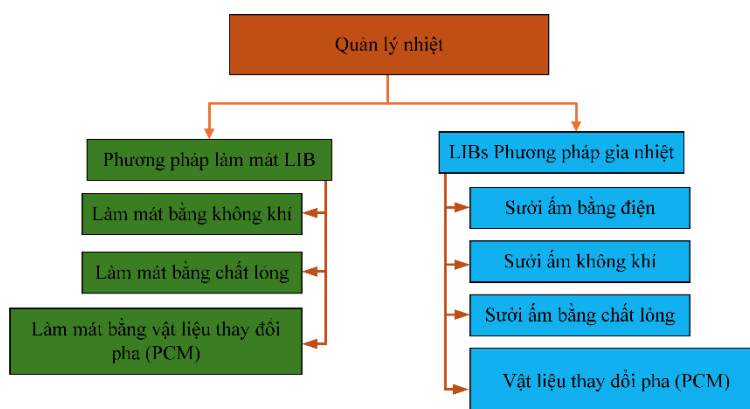 Quản lý nhiệt
Phương pháp làm mát LIB
Làm mát bằng không khí
Làm mát bằng chất lỏng
Làm mát bằng vật liệu thay đổi
pha (PCM)
LIBs Phương pháp gia nhiệt
Sưởi ấm bằng điện
Sưởi ấm không khí
Sưởi ấm bằng chất lỏng
Vật liệu thay đổi pha (PCM)